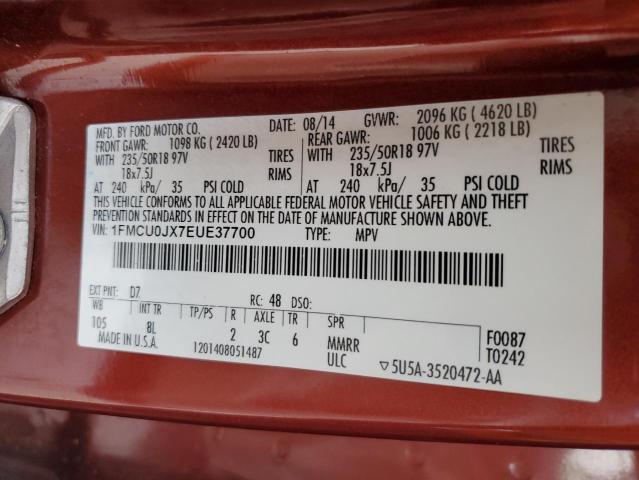 MFD. BY FORD MOTOR CO.
DATE: 08/14 GVWR: 2096 KG ( 4620 LB)
FRONT GAWR: 1098 KG ( 2420 LB) REAR GAWR: 1006 KG ( 2218 LB)
WITH 235/50R18 97V TIRES WITH 235/50R18 97V TIRES
18x7.5J RIMS 18x7.5J RIMS
AT 240 kPa/ 35 PSI COLD AT 240 kPa/ 35 PSI COLD
THIS VEHICLE CONFORMS TO ALL APPLICABLE FEDERAL MOTOR VEHICLE SAFETY AND THEFT
PREVENTION STANDARDS IN EFFECT ON THE DATE OF MANUFACTURE SHOWN ABOVE.
VIN: 1FMCU0JX7EUE37700 TYPE: MPV
EXT PNT: D7 RC: 48 DSO:
WB INT TR TP/PS R AXLE TR SPR
105 8L 2 3C 6 MMRR F0087
MADE IN U.S.A. 1201408051487 ULC T0242
▽5U5A-3520472-AA